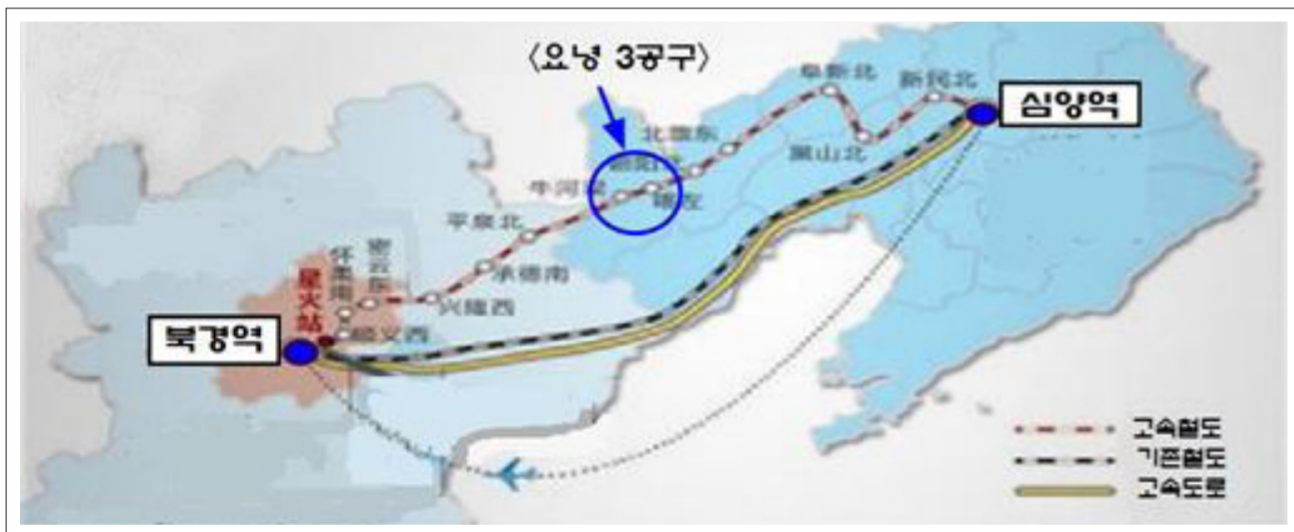 〈요녕 3공구〉
阜新北
新民北
심양역
北票东
黑山北
朝阳
牛河梁
喀左
平泉北
承德南
密云东
怀柔南
星火站
兴隆西
顺义西
북경역
고속철도
기존철도
고속도로